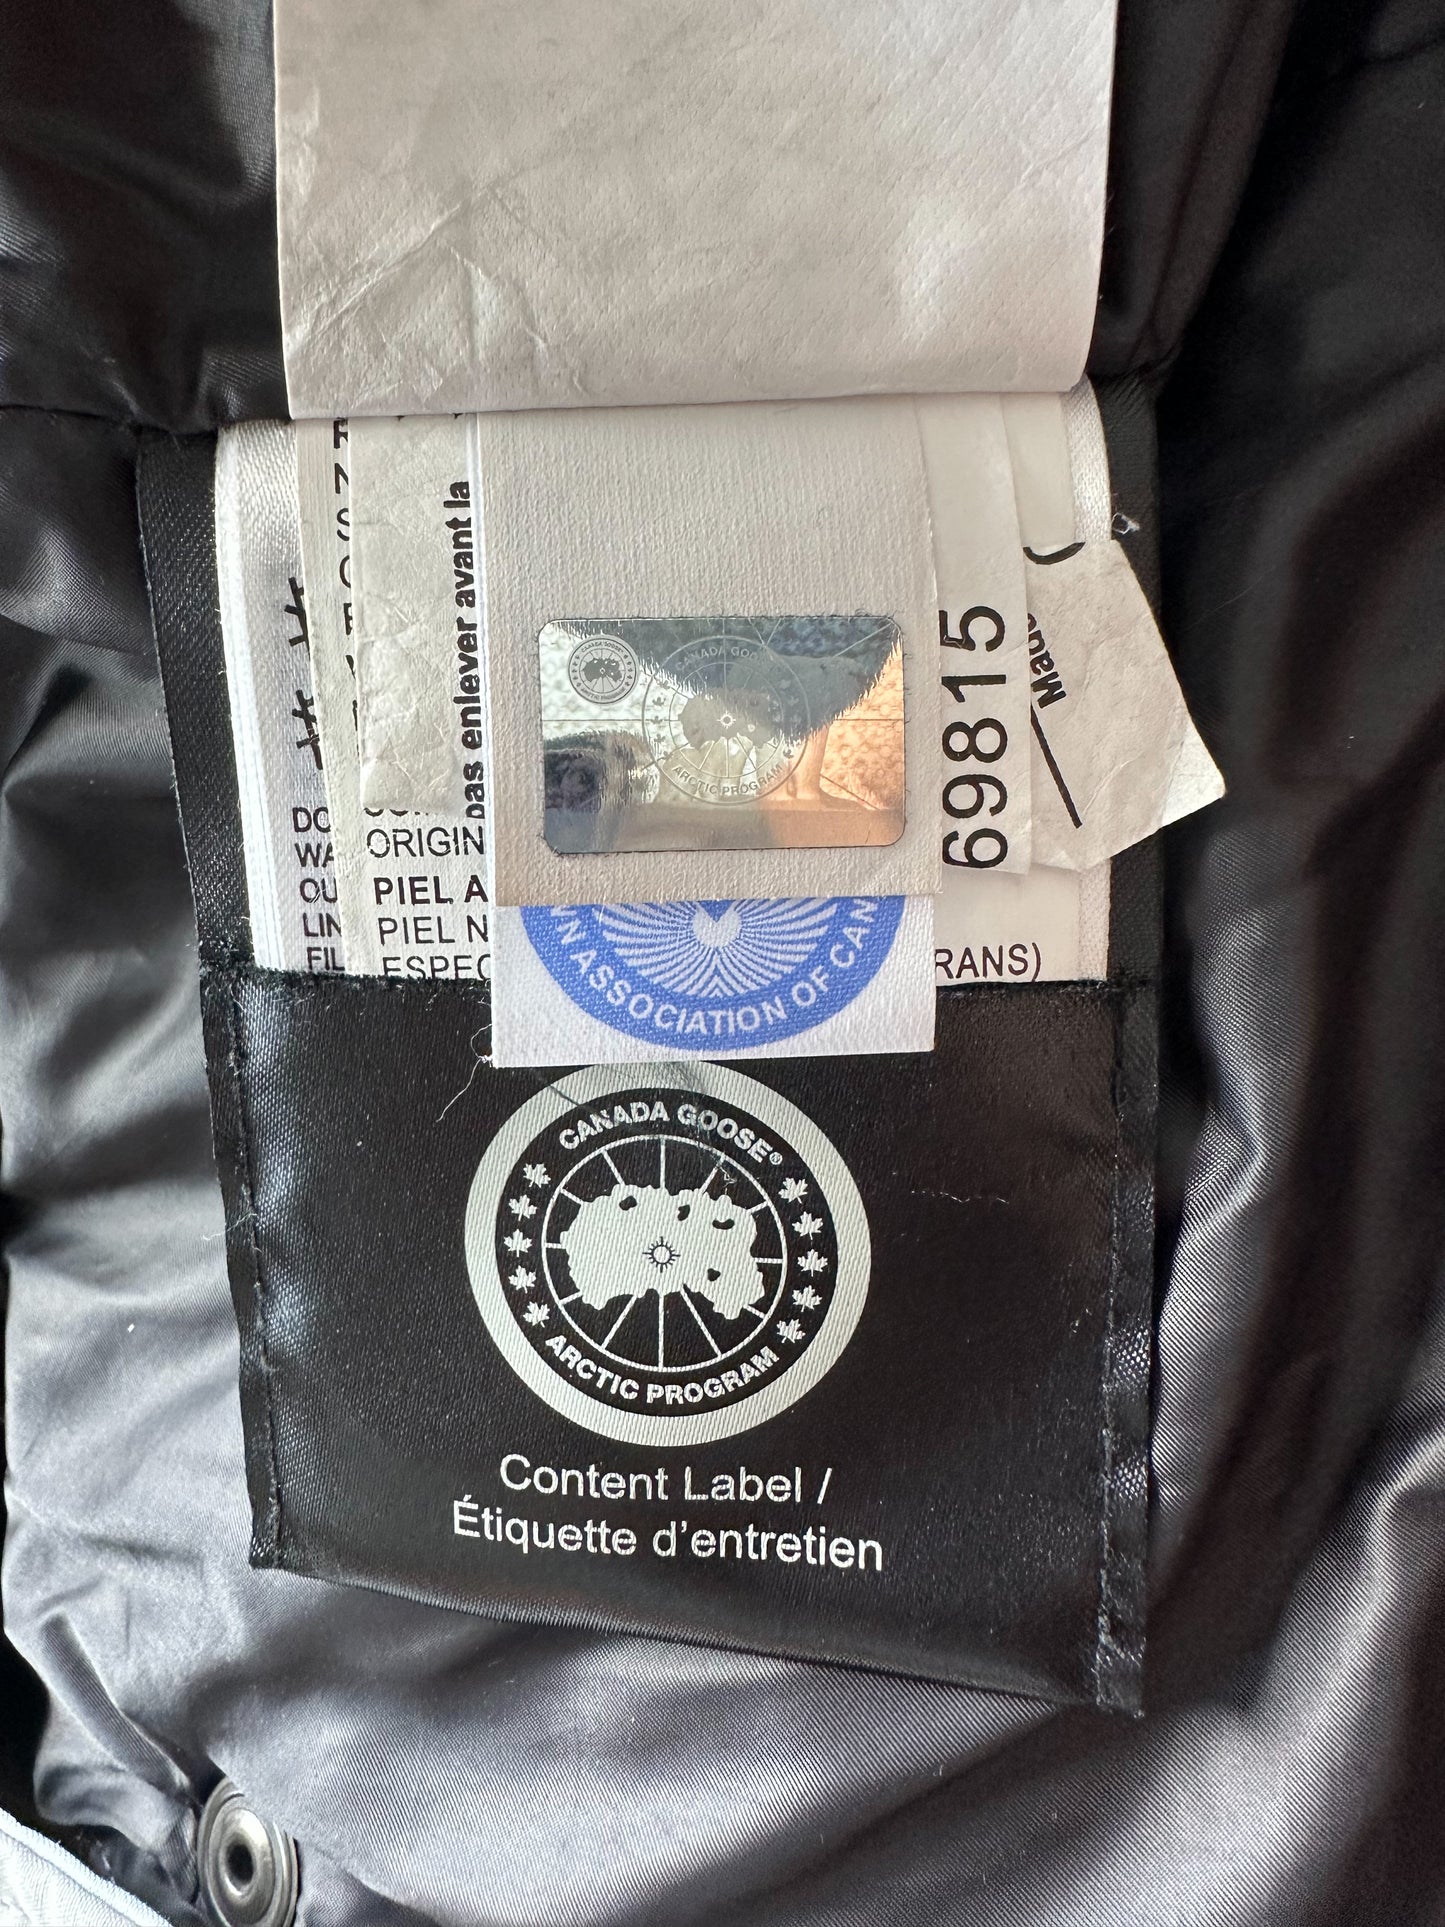 pas enlever avant la
69815
Made
ORIGIN
PIEL A
PIEL N
ESPEC
RANS)
DO
WA
OU
LIN
FIL
CANADA GOOSE
ARCTIC PROGRAM
WN ASSOCIATION OF CAN
CANADA GOOSE®
ARCTIC PROGRAM
Content Label /
Étiquette d'entretien